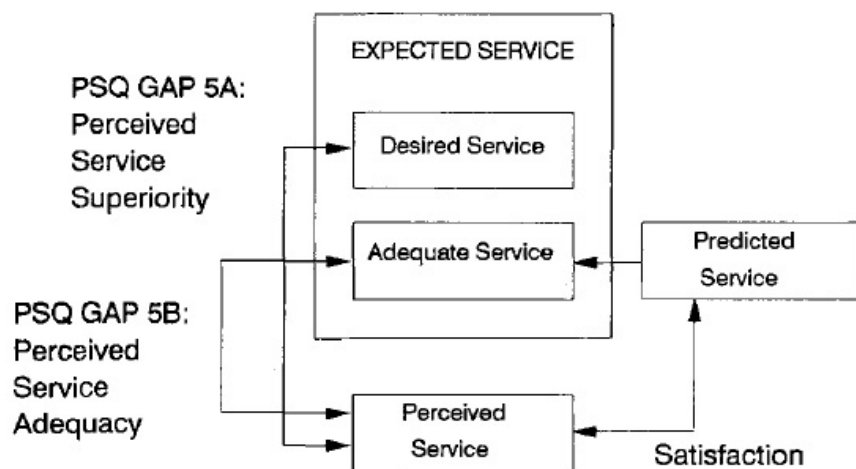 EXPECTED SERVICE
PSQ GAP 5A:
Perceived
Service
Superiority
Desired Service
Adequate Service
Predicted
Service
PSQ GAP 5B:
Perceived
Service
Adequacy
Perceived
Service
Satisfaction